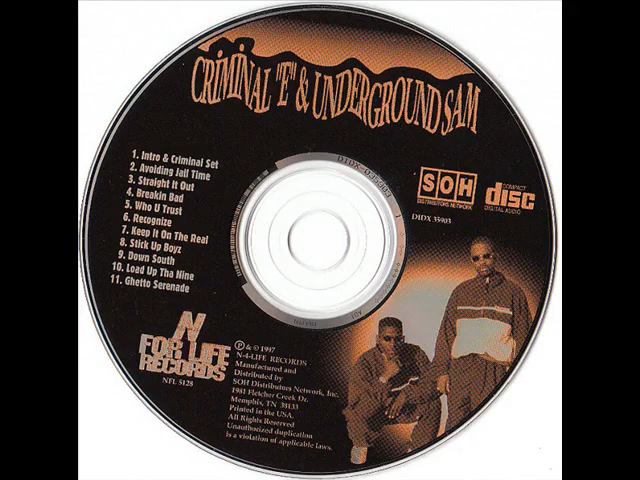 CRIMINAL "E" & UNDERGROUND SAM
1. Intro & Criminal Set
2. Avoiding Jail Time
3. Straight It Out
4. Breakin Bad
5. Who U Trust
6. Recognize
7. Keep It On The Real
8. Stick Up Boyz
9. Down South
10. Load Up Tha Nine
11. Ghetto Serenade
SOH
DISTRIBUTORS NETWORK
COMPACT
disc
DIGITAL AUDIO
DIDX 35903
N
FOR LIFE
RECORDS
NFL 5128
℗ & © 1997
N-4-LIFE RECORDS
Manufactured and
Distributed by
SOH Distributors Network, Inc.
1981 Fletcher Creek Dr.
Memphis, TN 38133
Printed in the USA.
All Rights Reserved
Unauthorized duplication
is a violation of applicable laws.